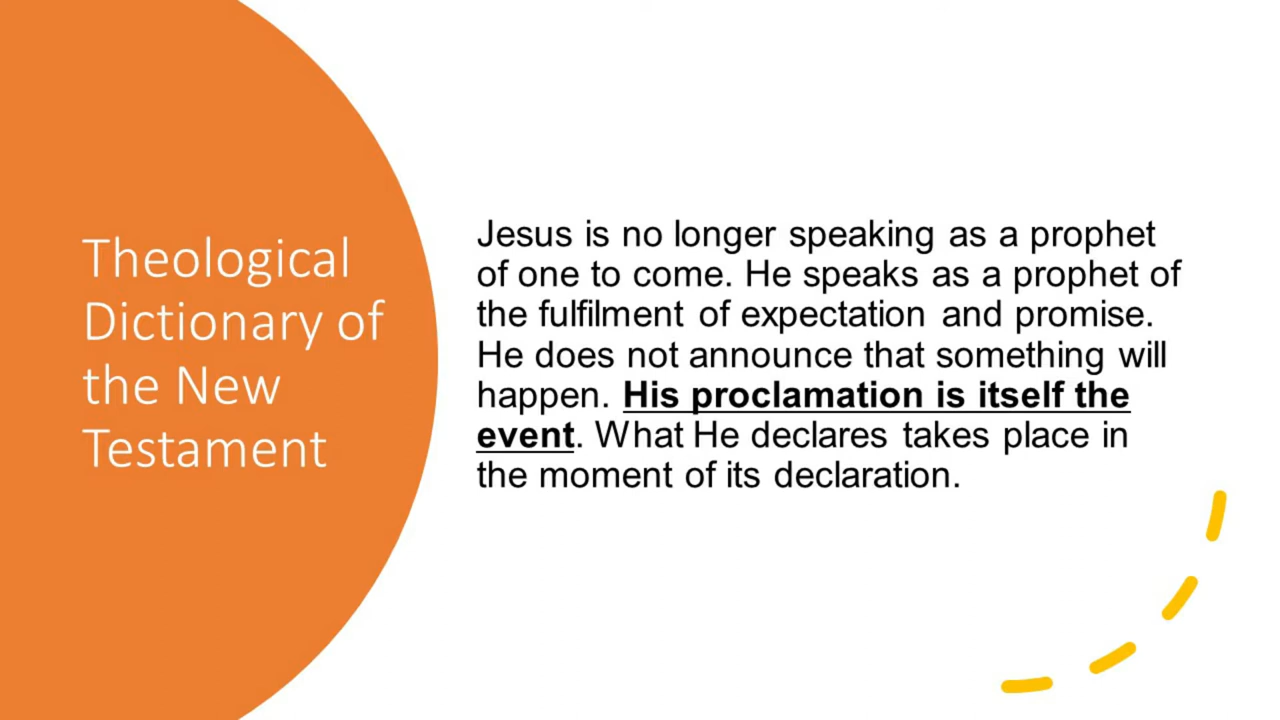 Theological
Dictionary of
the New
Testament
Jesus is no longer speaking as a prophet
of one to come. He speaks as a prophet of
the fulfilment of expectation and promise.
He does not announce that something will
happen. His proclamation is itself the
event. What He declares takes place in
the moment of its declaration.